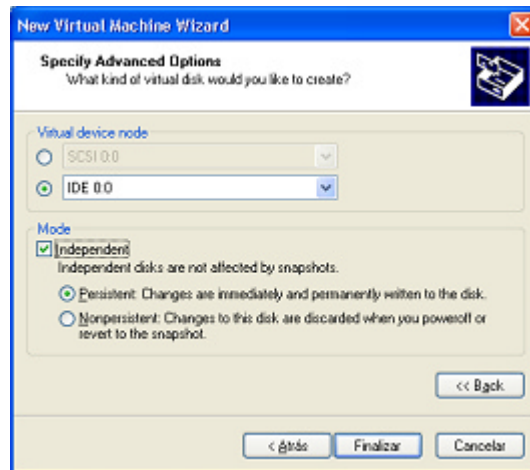 New Virtual Machine Wizard
Specify Advanced Options
What kind of virtual disk would you like to create?
Virtual device node
SCSI 0:0
IDE 0:0
Mode
Independent
Independent disks are not affected by snapshots.
Persistent: Changes are immediately and permanently written to the disk.
Nonpersistent: Changes to this disk are discarded when you poweroff or
revert to the snapshot.
<< Back
< Atrás
Finalizar
Cancelar